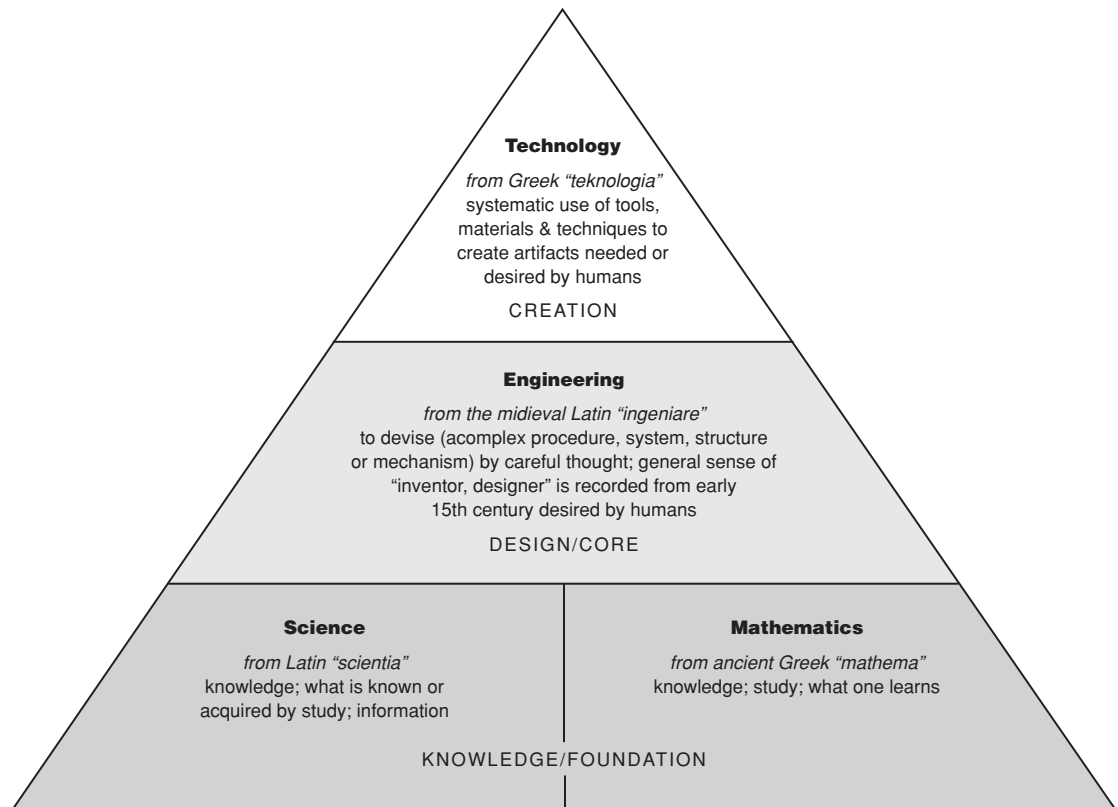 Technology
from Greek “teknologia”
systematic use of tools,
materials & techniques to
create artifacts needed or
desired by humans
CREATION
Engineering
from the midieval Latin “ingeniare”
to devise (acomplex procedure, system, structure
or mechanism) by careful thought; general sense of
“inventor, designer” is recorded from early
15th century desired by humans
DESIGN/CORE
Science
from Latin “scientia”
knowledge; what is known or
acquired by study; information
Mathematics
from ancient Greek “mathema”
knowledge; study; what one learns
KNOWLEDGE/FOUNDATION